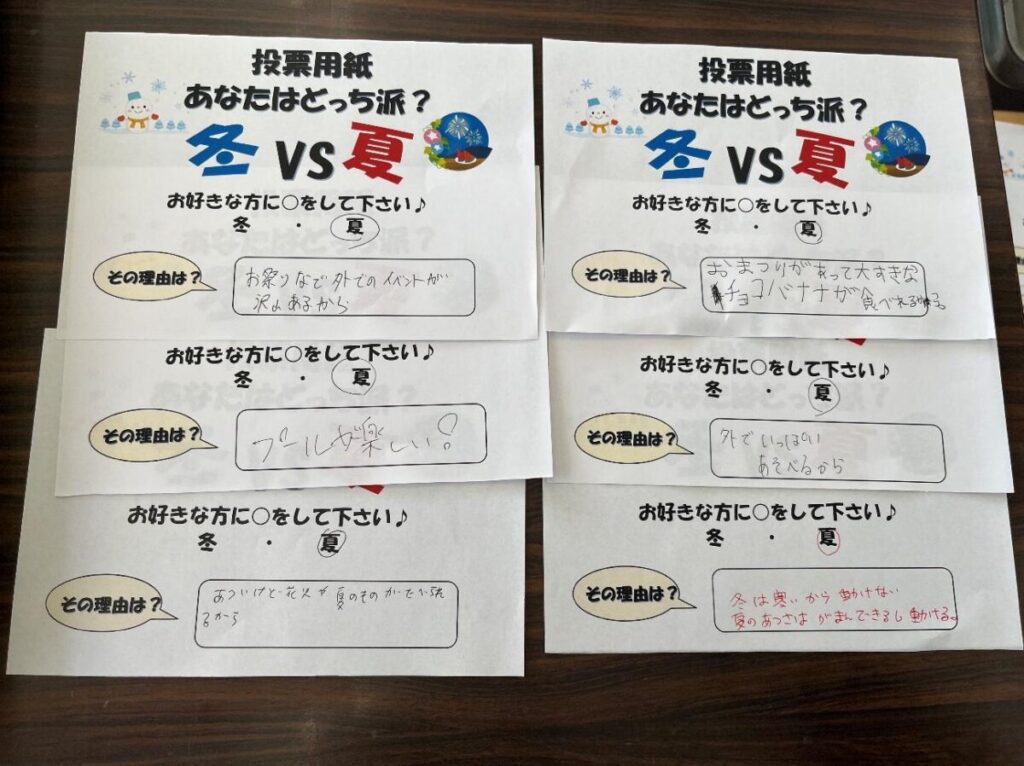 投票用紙
あなたはどっち派？
冬 VS 夏
お好きな方に○をして下さい♪
冬 ・ 夏
その理由は？
お祭りなで外でのイベントが
沢山あるから
お好きな方に○をして下さい♪
冬 ・ 夏
その理由は？
プールが楽しい！
お好きな方に○をして下さい♪
冬 ・ 夏
その理由は？
あついけど花火や夏のもの
るから
投票用紙
あなたはどっち派？
冬 VS 夏
お好きな方に○をして下さい♪
冬 ・ 夏
その理由は？
おまつりがあって大すきな
チョコバナナが食べれる
お好きな方に○をして下さい♪
冬 ・ 夏
その理由は？
外でいっぱい
あそべるから
お好きな方に○をして下さい♪
冬 ・ 夏
その理由は？
冬は寒いから動けない
夏のあつさはがまんできるし動ける。